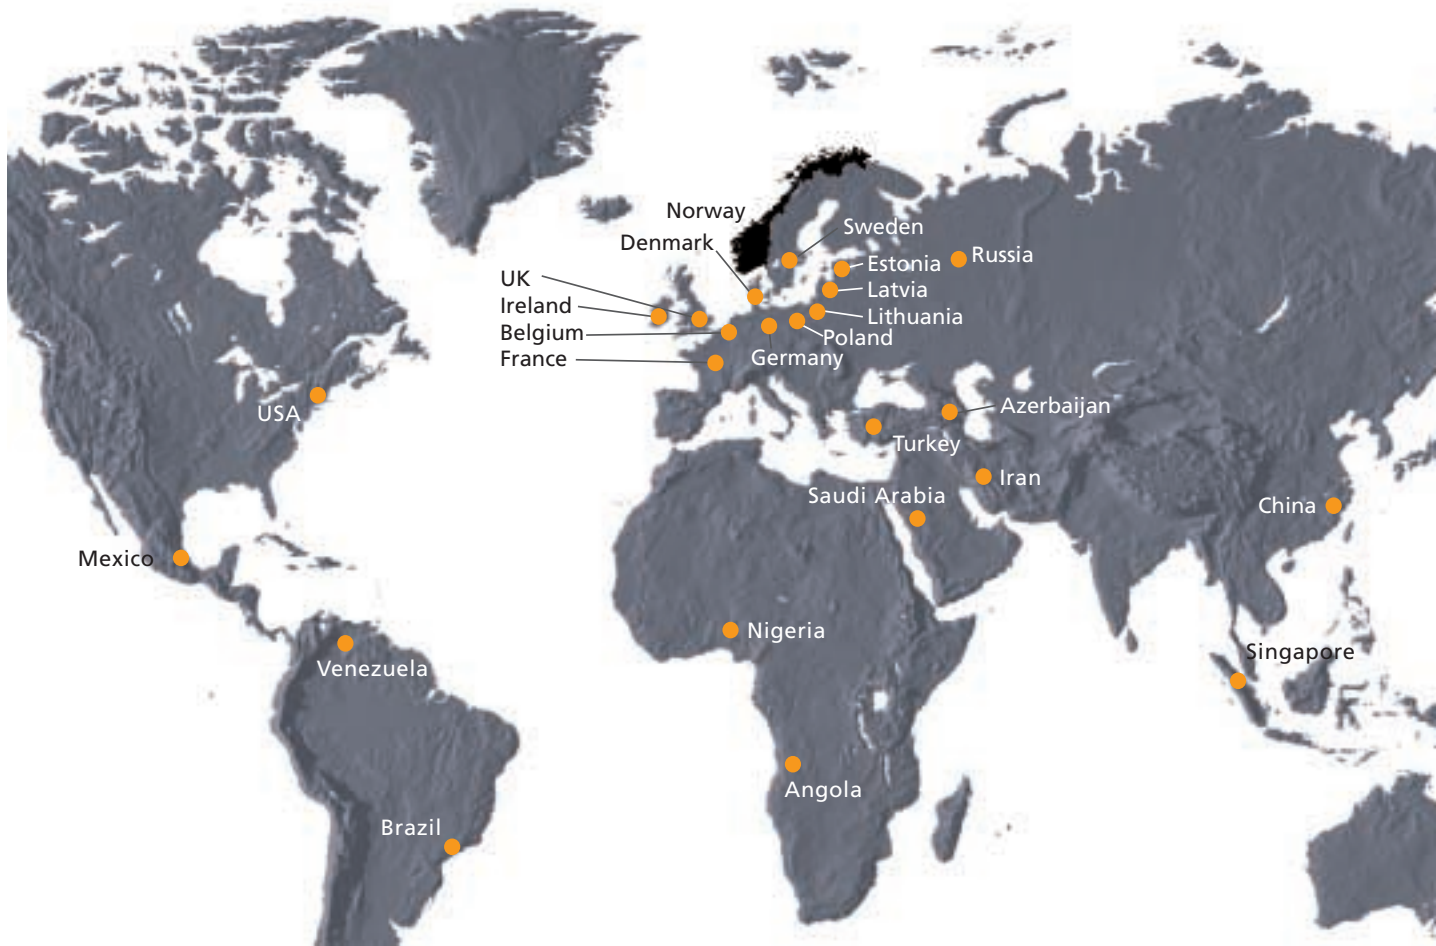 Norway
Denmark
Sweden
Russia
UK
Estonia
Ireland
Latvia
Belgium
Lithuania
Poland
France
Germany
USA
Azerbaijan
Turkey
Iran
Saudi Arabia
China
Mexico
Nigeria
Singapore
Venezuela
Angola
Brazil